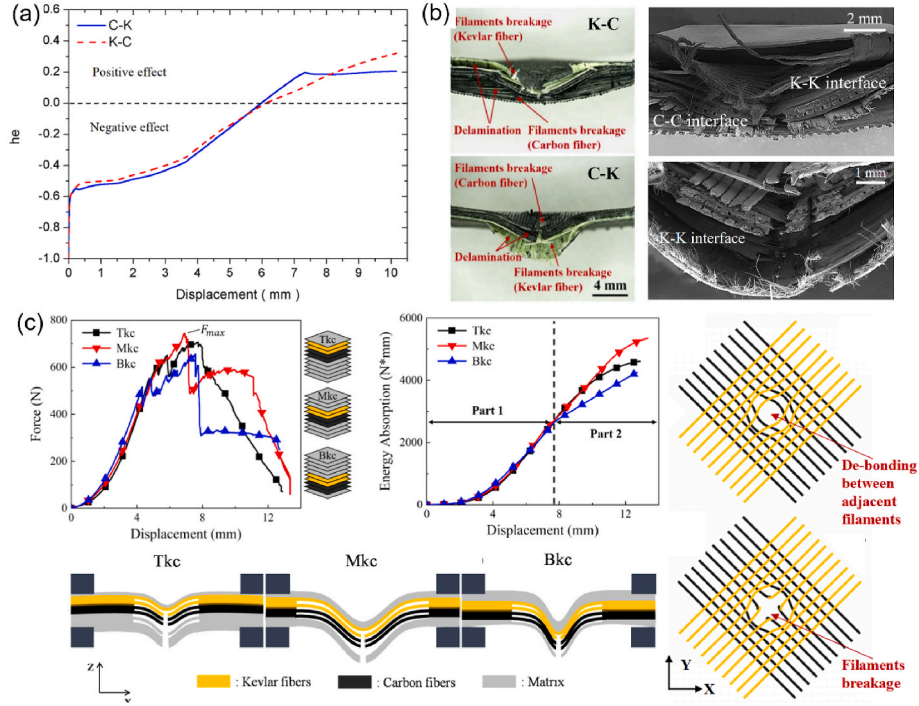 (a)
C-K
K-C
Positive effect
Negative effect
he
0.6
0.4
0.2
0.0
-0.2
-0.4
-0.6
-0.8
-1.0
0
2
4
6
8
10
Displacement ( mm )
(b)
Filaments breakage
(Kevlar fiber)
K-C
Delamination
Filaments breakage
(Carbon fiber)
Filaments breakage
(Carbon fiber)
C-K
Delamination
Filaments breakage
(Kevlar fiber)
4 mm
2 mm
K-K interface
C-C interface
1 mm
K-K interface
(c)
800
700
600
400
200
0
Force (N)
Tkc
Mkc
Bkc
Fmax
0
4
8
12
Displacement (mm)
Tkc
Mkc
Bkc
Energy Absorption (N*mm)
6000
4000
2000
0
Tkc
Mkc
Bkc
Part 1
Part 2
0
4
8
12
Displacement (mm)
De-bonding
between
adjacent
filaments
Filaments
breakage
Y
X
Tkc
Mkc
Bkc
z
: Kevlar fibers
: Carbon fibers
: Matrix